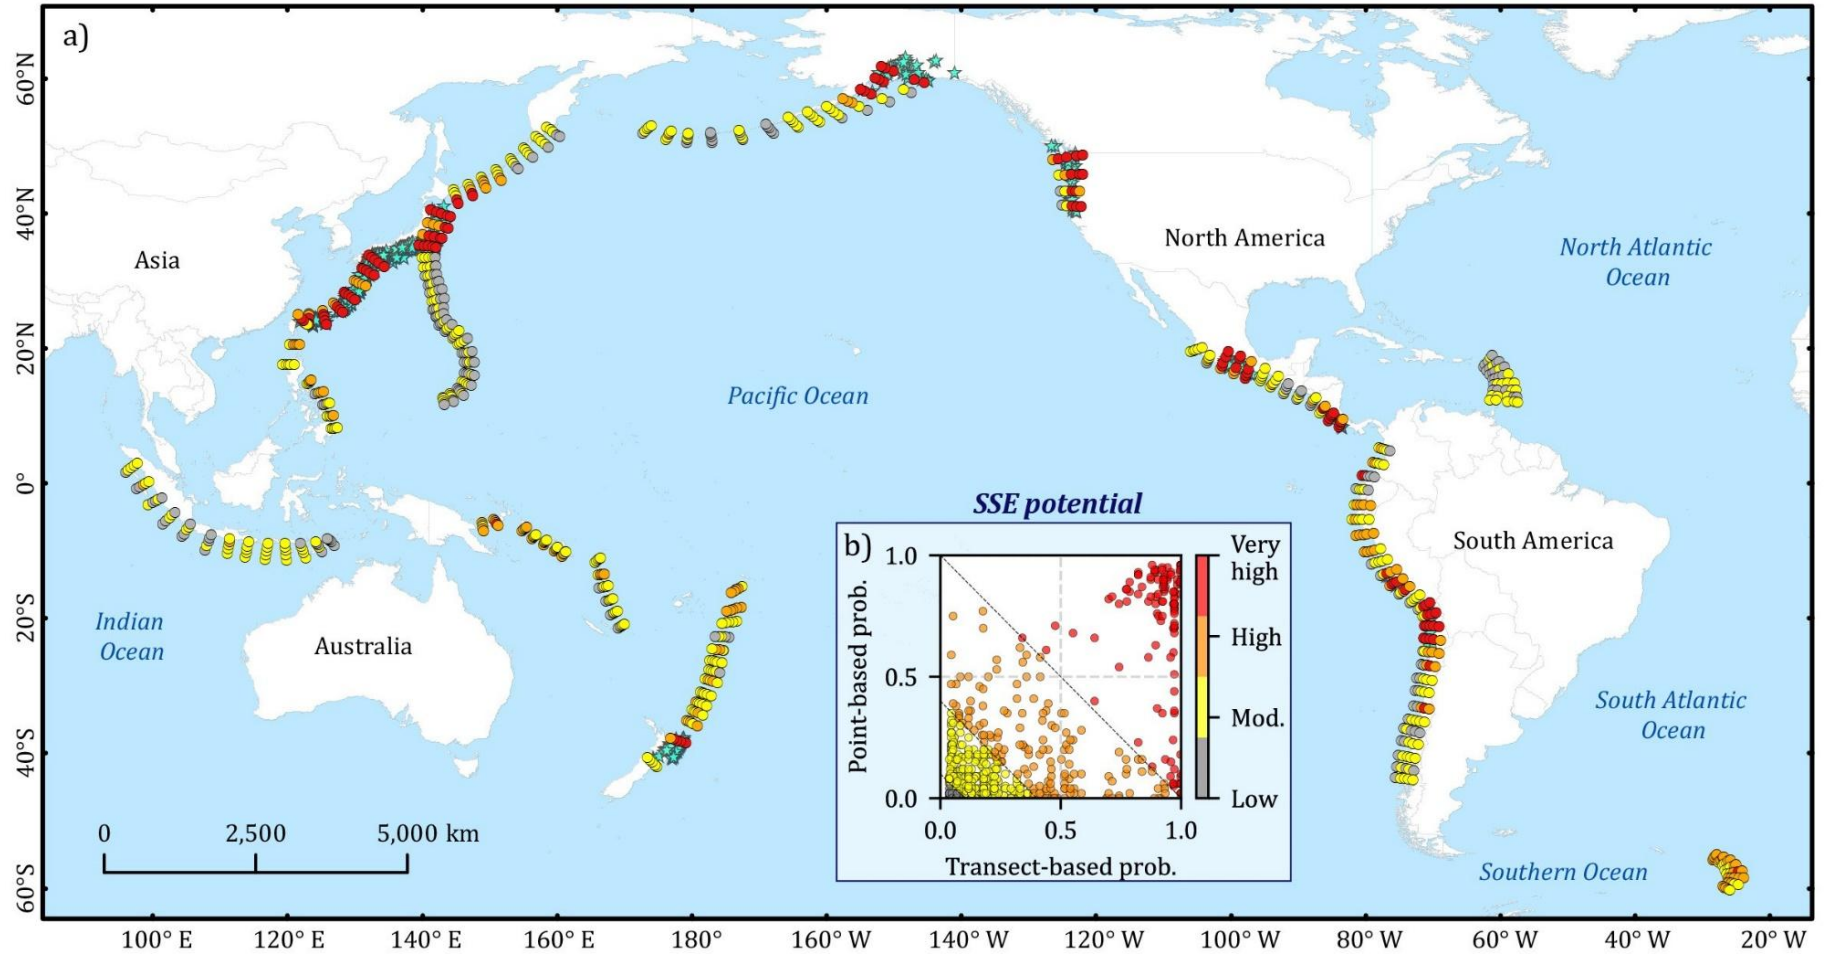 a)
60°N
40°N
20°N
0°
20°S
40°S
60°S
Asia
North America
North Atlantic
Ocean
Pacific Ocean
SSE potential
South America
Indian
Ocean
Australia
South Atlantic
Ocean
Southern Ocean
0 2,500 5,000 km
b)
Point-based prob.
1.0
0.5
0.0
0.0 0.5 1.0
Transect-based prob.
Very
high
High
Mod.
Low
100° E 120° E 140° E 160° E 180° 160° W 140° W 120° W 100° W 80° W 60° W 40° W 20° W